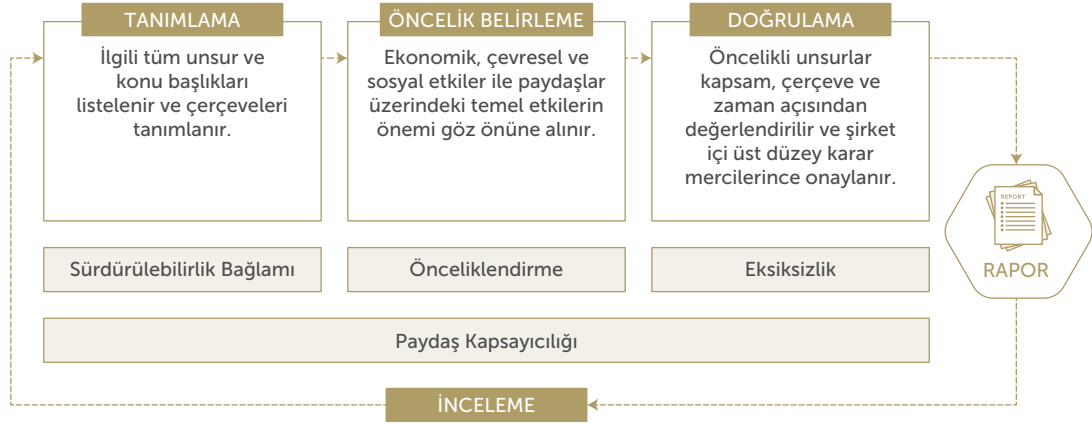 TANIMLAMA
İlgili tüm unsur ve
konu başlıkları
listelenir ve çerçeveleri
tanımlanır.
ÖNCELİK BELİRLEME
Ekonomik, çevresel ve
sosyal etkiler ile paydaşlar
üzerindeki temel etkilerin
önemi göz önüne alınır.
DOĞRULAMA
Öncelikli unsurlar
kapsam, çerçeve ve
zaman açısından
değerlendirilir ve şirket
içi üst düzey karar
mercilerince onaylanır.
REPORT
RAPOR
Sürdürülebilirlik Bağlamı
Önceliklendirme
Eksiksizlik
Paydaş Kapsayıcılığı
İNCELEME